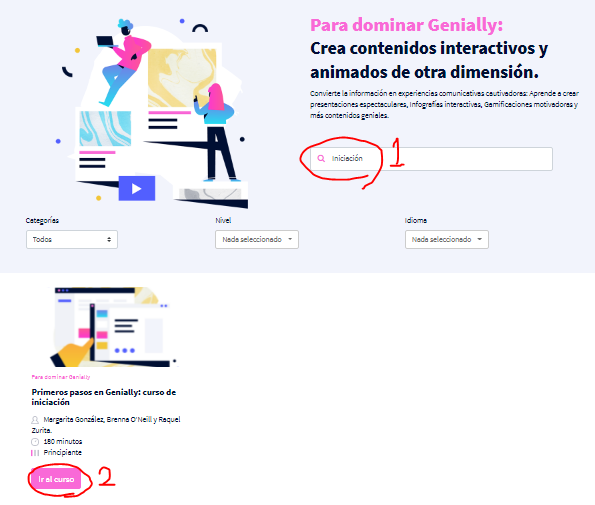 Para dominar Genially:
Crea contenidos interactivos y
animados de otra dimensión.
Convierte la información en experiencias comunicativas cautivadoras: Aprende a crear
presentaciones espectaculares, Infografías interactivas, Gamificaciones motivadoras y
más contenidos geniales.
Iniciación 1
Categorías Nivel Idioma
Todos Nada seleccionado Nada seleccionado
Para dominar Genially
Primeros pasos en Genially: curso de
iniciación
Margarita González, Brenna O'Neill y Raquel
Zurita.
180 minutos
Principiante
Ir al curso 2